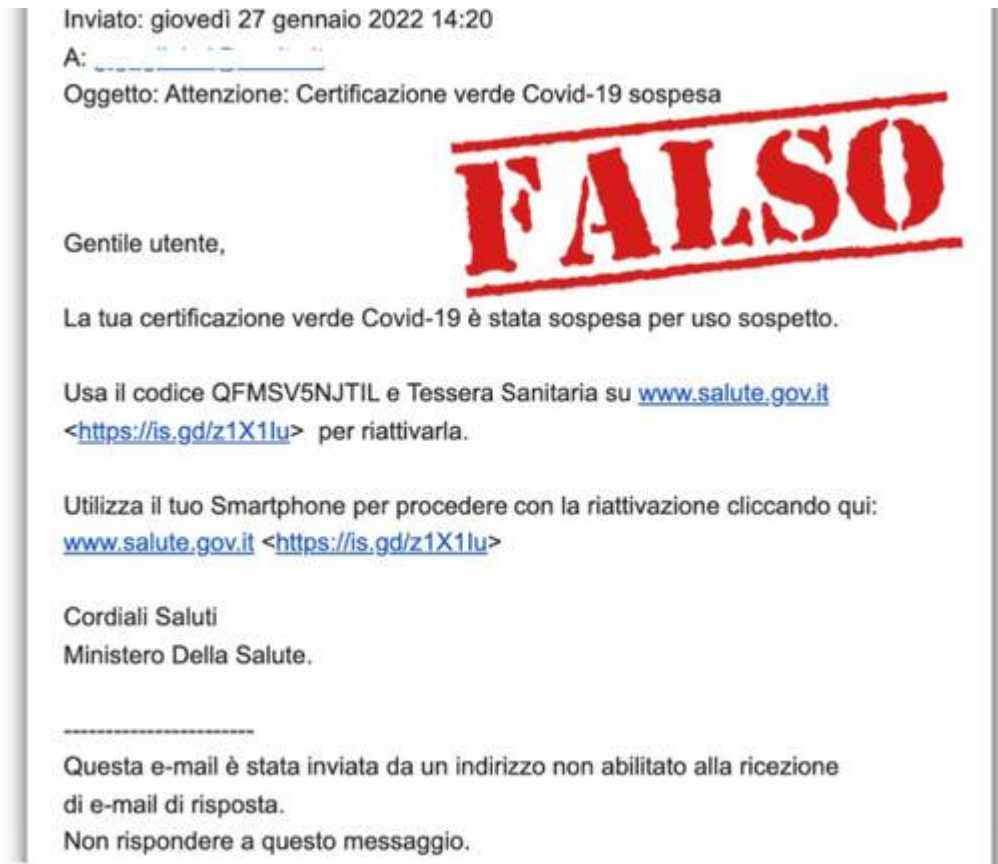 Inviato: giovedì 27 gennaio 2022 14:20
A:
Oggetto: Attenzione: Certificazione verde Covid-19 sospesa
FALSO
Gentile utente,
La tua certificazione verde Covid-19 è stata sospesa per uso sospetto.
Usa il codice QFMSV5NJTIL e Tessera Sanitaria su www.salute.gov.it
<https://is.gd/z1X1Iu> per riattivarla.
Utilizza il tuo Smartphone per procedere con la riattivazione cliccando qui:
www.salute.gov.it <https://is.gd/z1X1Iu>
Cordiali Saluti
Ministero Della Salute.
-----------------------
Questa e-mail è stata inviata da un indirizzo non abilitato alla ricezione
di e-mail di risposta.
Non rispondere a questo messaggio.